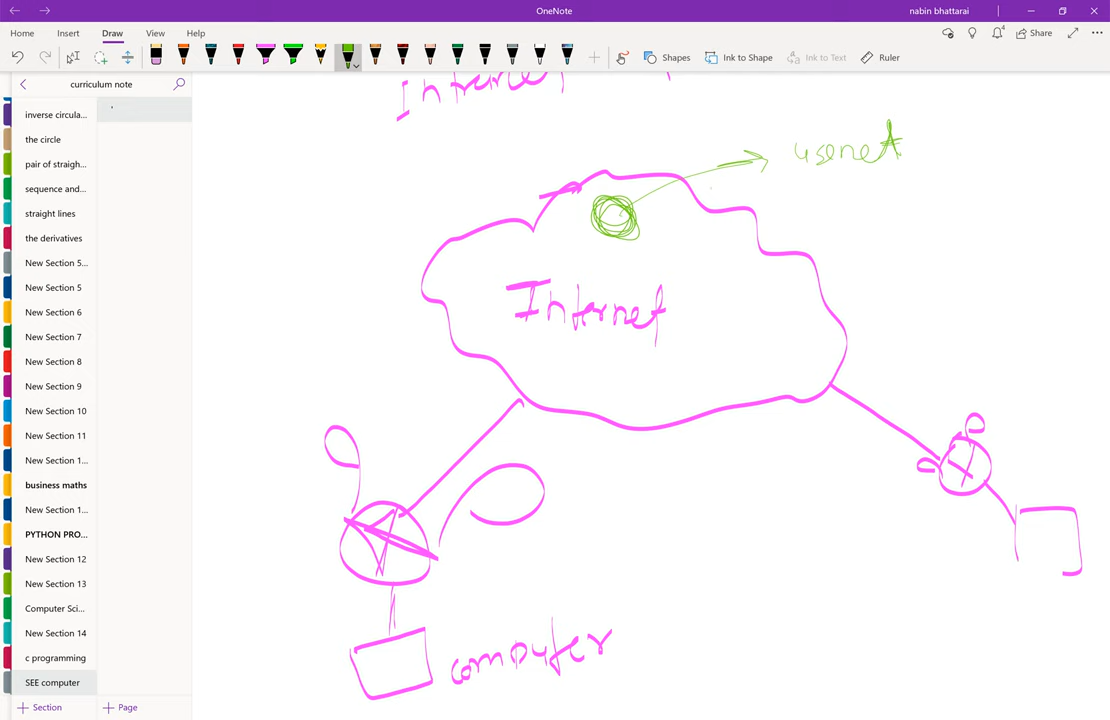 OneNote
nabin bhattarai
Home Insert Draw View Help
4
Share
Shapes
Ink to Shape
Ink to Text
Ruler
curriculum note
inverse circula...
the circle
pair of straigh...
sequence and...
straight lines
the derivatives
New Section 5...
New Section 5
New Section 6
New Section 7
New Section 8
New Section 9
New Section 10
New Section 11
New Section 1...
business maths
New Section 1...
PYTHON PRO...
New Section 12
New Section 13
Computer Sci...
New Section 14
c programming
SEE computer
Section
Page
Intranet
usenet
Internet
computer